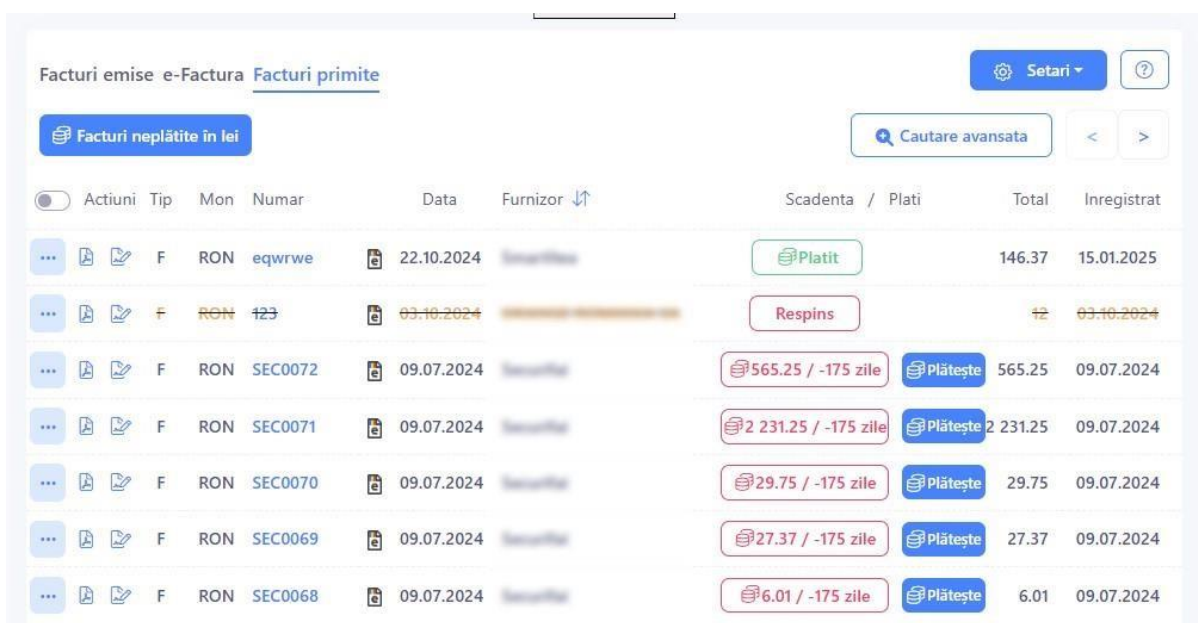 Facturi emise e-Factura Facturi primite Setari
Facturi neplătite în lei Cautare avansata < >
Actiuni Tip Mon Numar Data Furnizor Scadenta / Plati Total Inregistrat
F RON eqwrwe 22.10.2024 Platit 146.37 15.01.2025
F RON 123 03.10.2024 Respins 12 03.10.2024
F RON SEC0072 09.07.2024 565.25 / -175 zile Plătește 565.25 09.07.2024
F RON SEC0071 09.07.2024 2 231.25 / -175 zile Plătește 2 231.25 09.07.2024
F RON SEC0070 09.07.2024 29.75 / -175 zile Plătește 29.75 09.07.2024
F RON SEC0069 09.07.2024 27.37 / -175 zile Plătește 27.37 09.07.2024
F RON SEC0068 09.07.2024 6.01 / -175 zile Plătește 6.01 09.07.2024